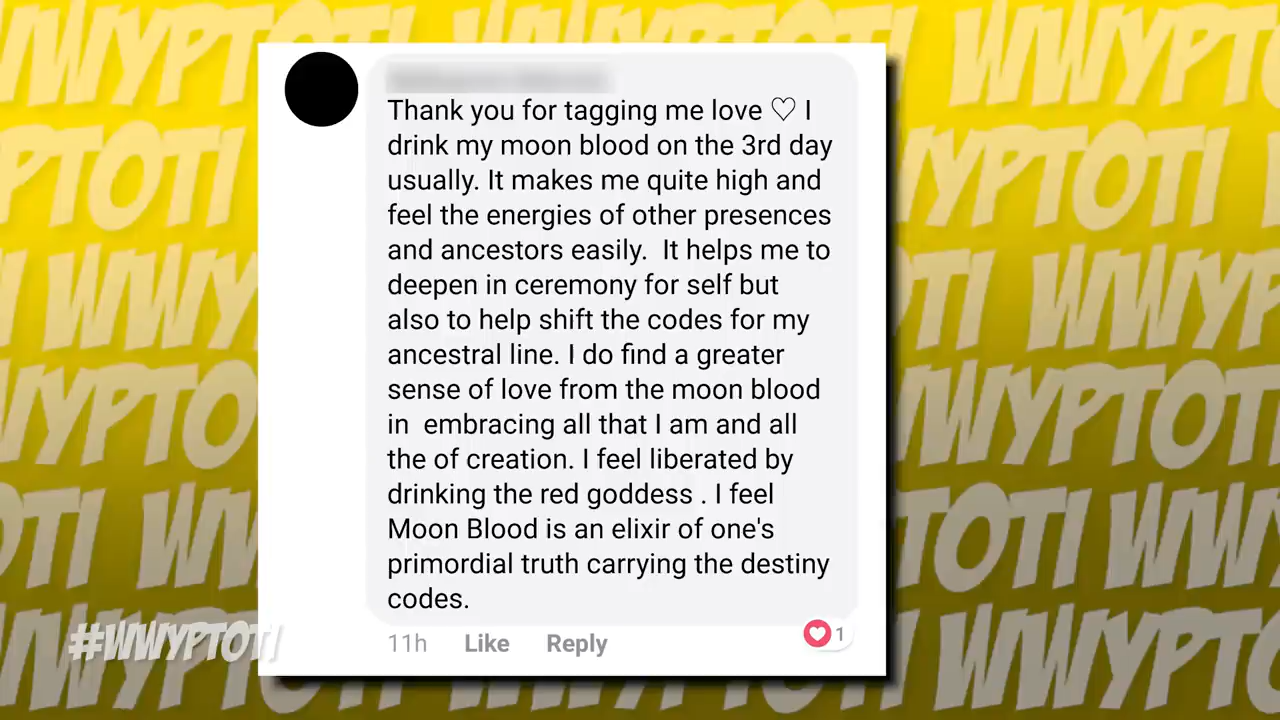 Thank you for tagging me love ♡ I
drink my moon blood on the 3rd day
usually. It makes me quite high and
feel the energies of other presences
and ancestors easily.  It helps me to
deepen in ceremony for self but
also to help shift the codes for my
ancestral line. I do find a greater
sense of love from the moon blood
in  embracing all that I am and all
the of creation. I feel liberated by
drinking the red goddess . I feel
Moon Blood is an elixir of one's
primordial truth carrying the destiny
codes.
11h Like Reply 1
#WWYPTOTI